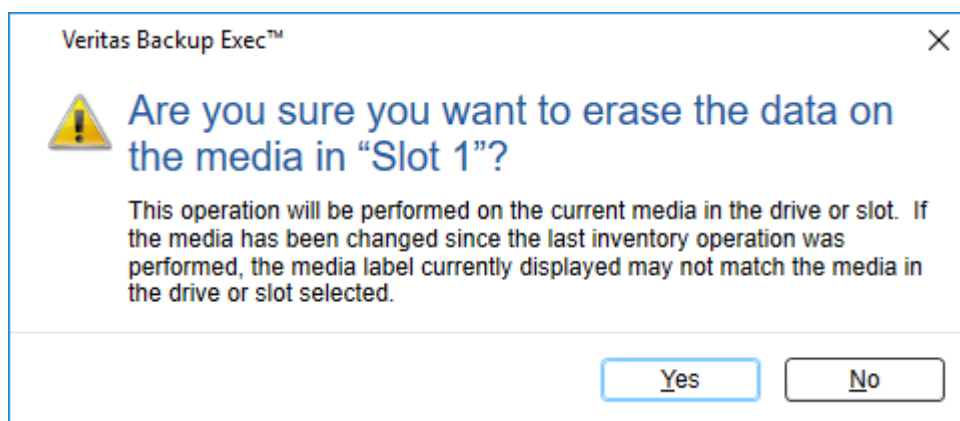 Veritas Backup Exec™
Are you sure you want to erase the data on
the media in “Slot 1”?
This operation will be performed on the current media in the drive or slot.  If
the media has been changed since the last inventory operation was
performed, the media label currently displayed may not match the media in
the drive or slot selected.
Yes
No